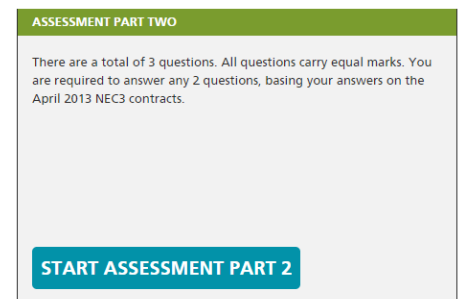 ASSESSMENT PART TWO
There are a total of 3 questions. All questions carry equal marks. You
are required to answer any 2 questions, basing your answers on the
April 2013 NEC3 contracts.
START ASSESSMENT PART 2